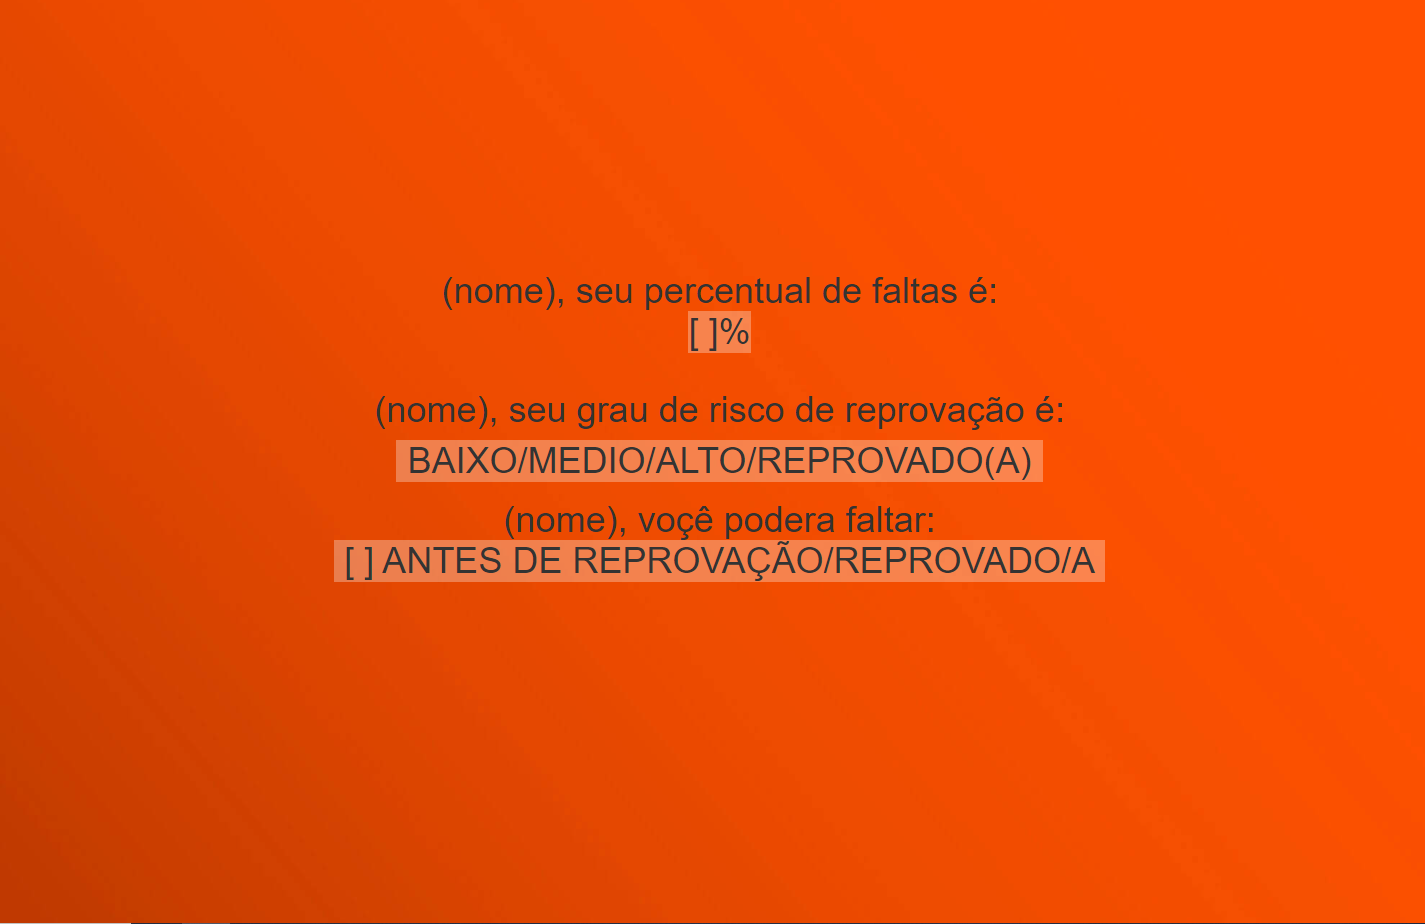 (nome), seu percentual de faltas é:
[ ]%
(nome), seu grau de risco de reprovação é:
BAIXO/MEDIO/ALTO/REPROVADO(A)
(nome), voçê podera faltar:
[ ] ANTES DE REPROVAÇÃO/REPROVADO/A